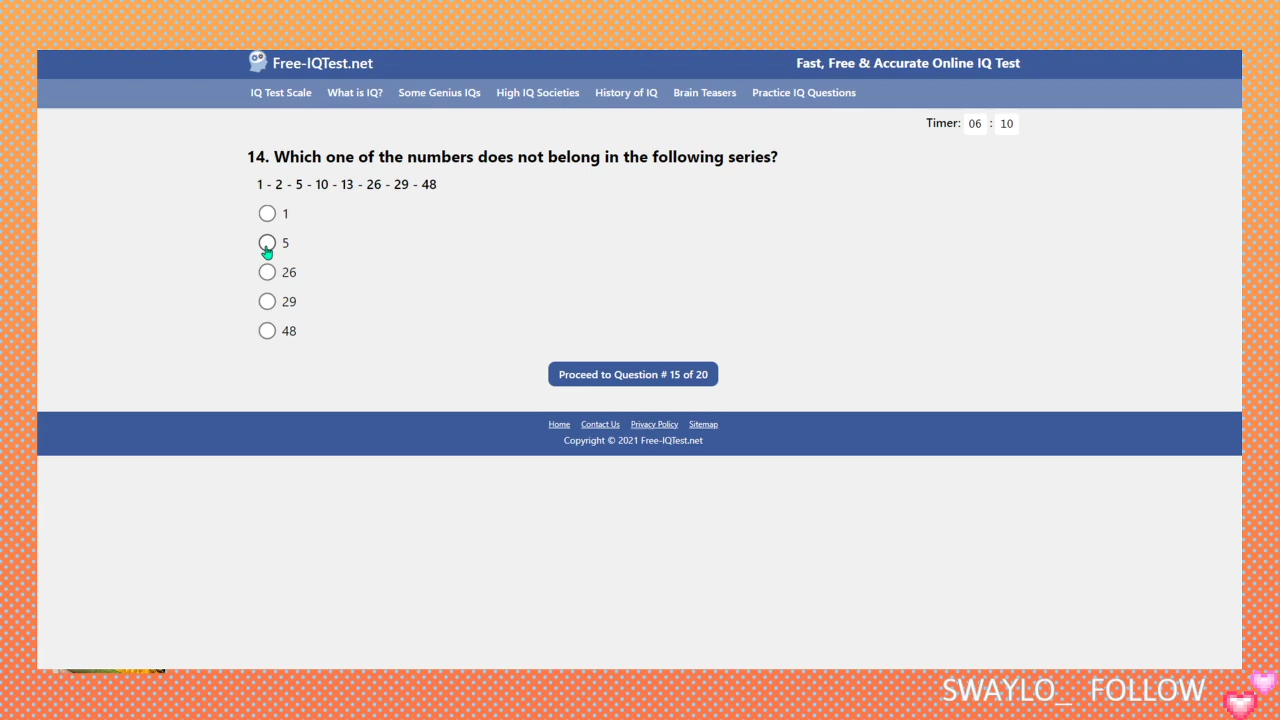 Free-IQTest.net
Fast, Free & Accurate Online IQ Test
IQ Test Scale What is IQ? Some Genius IQs High IQ Societies History of IQ Brain Teasers Practice IQ Questions
Timer: 06 : 10
14. Which one of the numbers does not belong in the following series?
1 - 2 - 5 - 10 - 13 - 26 - 29 - 48
1
5
26
29
48
Proceed to Question # 15 of 20
Home Contact Us Privacy Policy Sitemap
Copyright © 2021 Free-IQTest.net
SWAYLO_ FOLLOW